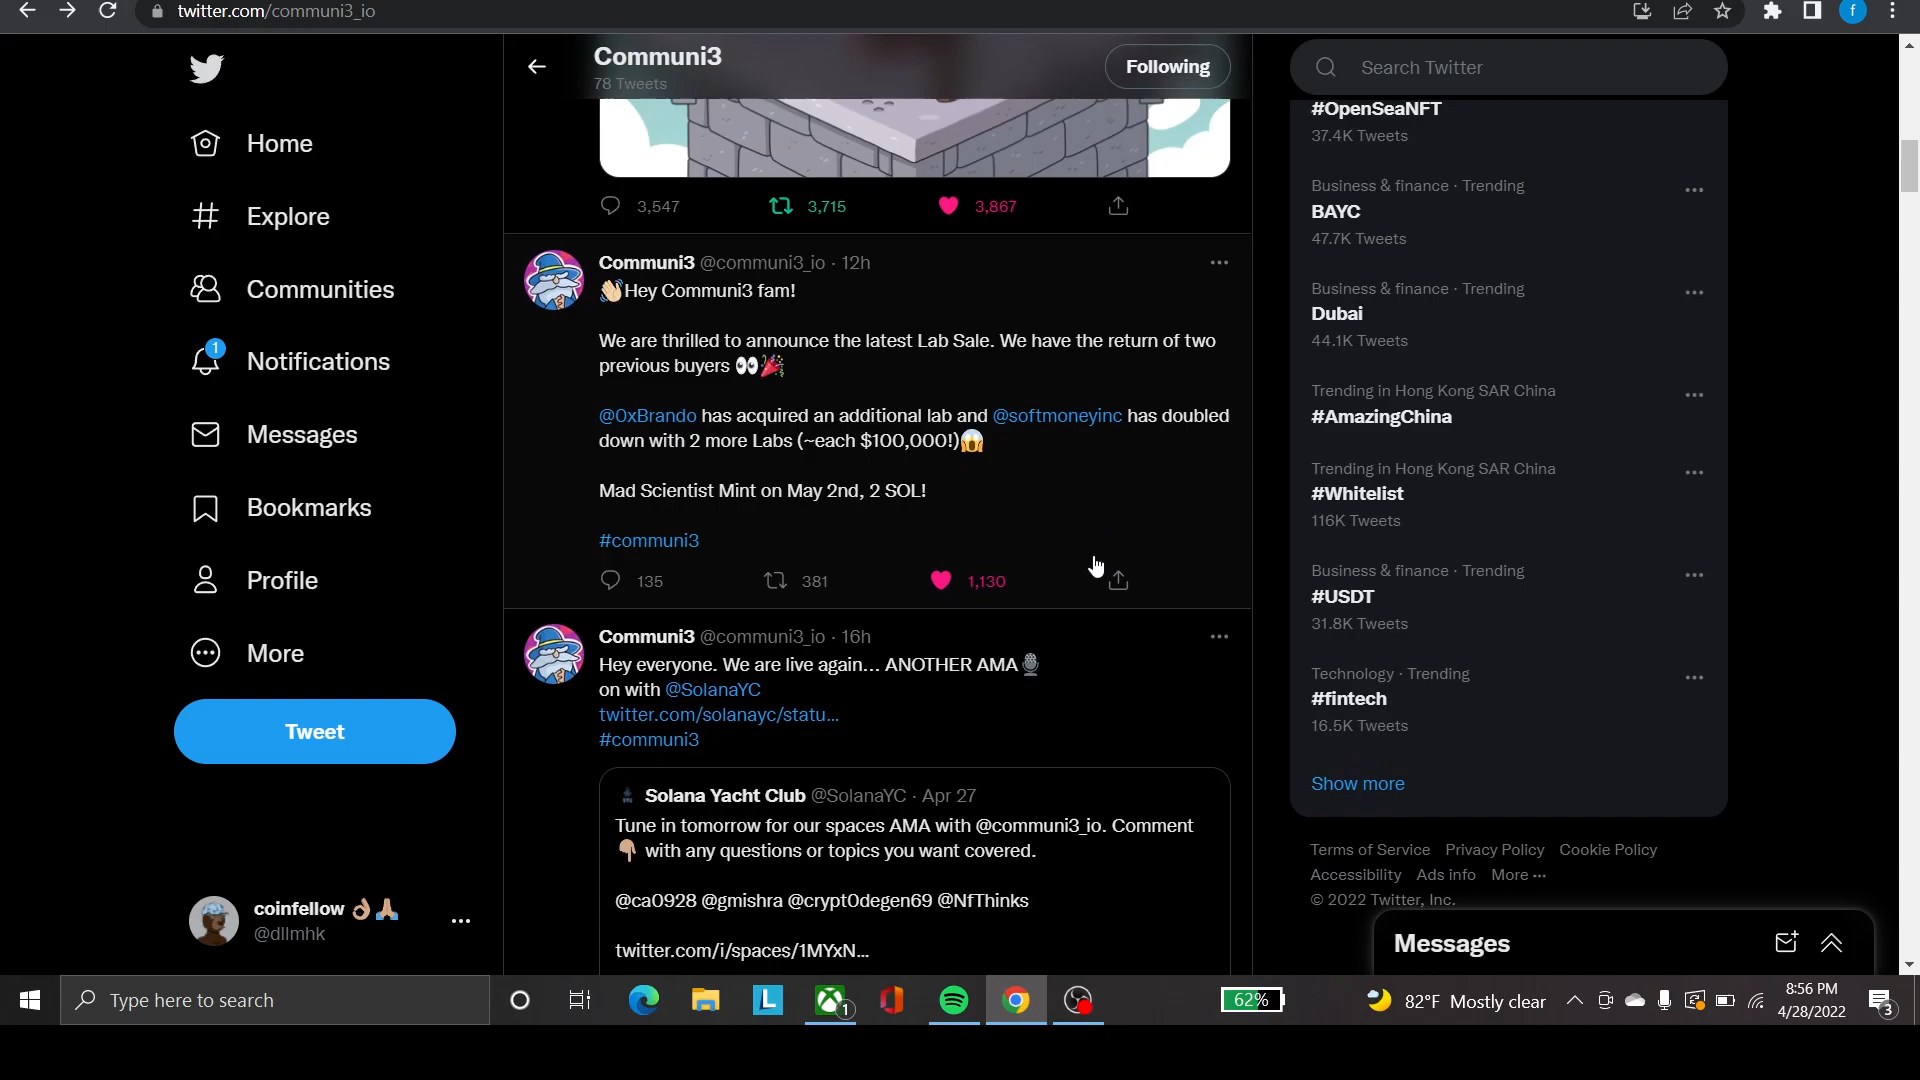 twitter.com/communi3_io
f
Home
Explore
Communities
1
Notifications
Messages
Bookmarks
Profile
More
Tweet
coinfellow 👌🏼🙏🏼
@dllmhk
Communi3
78 Tweets
Following
3,547 3,715 3,867
Communi3 @communi3_io · 12h
👋🏻Hey Communi3 fam!
We are thrilled to announce the latest Lab Sale. We have the return of two
previous buyers 👀🎉
@0xBrando has acquired an additional lab and @softmoneyinc has doubled
down with 2 more Labs (~each $100,000!)😱
Mad Scientist Mint on May 2nd, 2 SOL!
#communi3
135 381 1,130
Communi3 @communi3_io · 16h
Hey everyone. We are live again... ANOTHER AMA🎙️
on with @SolanaYC
twitter.com/solanayc/statu...
#communi3
Solana Yacht Club @SolanaYC · Apr 27
Tune in tomorrow for our spaces AMA with @communi3_io. Comment
👇🏽 with any questions or topics you want covered.
@ca0928 @gmishra @crypt0degen69 @NfThinks
twitter.com/i/spaces/1MYxN...
Search Twitter
#OpenSeaNFT
37.4K Tweets
Business & finance · Trending
BAYC
47.7K Tweets
Business & finance · Trending
Dubai
44.1K Tweets
Trending in Hong Kong SAR China
#AmazingChina
Trending in Hong Kong SAR China
#Whitelist
116K Tweets
Business & finance · Trending
#USDT
31.8K Tweets
Technology · Trending
#fintech
16.5K Tweets
Show more
Terms of Service Privacy Policy Cookie Policy
Accessibility Ads info More ···
© 2022 Twitter, Inc.
Messages
Type here to search
L
1
62%
82°F Mostly clear
8:56 PM
4/28/2022
3